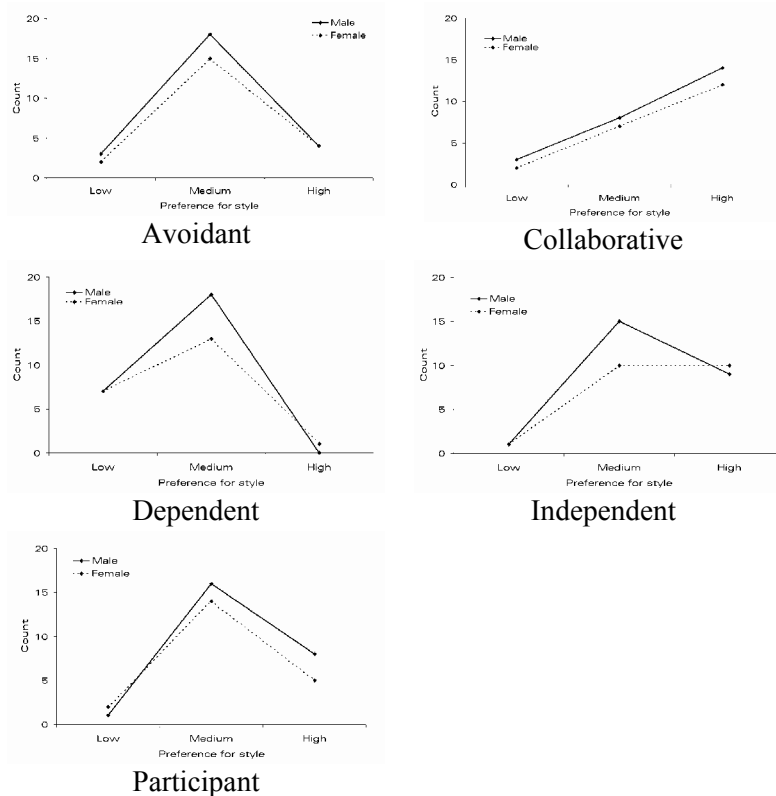 20
15
10
5
0
Count
Male
Female
Low Medium High
Preference for style
Avoidant
20
15
10
5
0
Count
Male
Female
Low Medium High
Preference for style
Collaborative
20
15
10
5
0
Count
Male
Female
Low Medium High
Preference for style
Dependent
20
15
10
5
0
Count
Male
Female
Low Medium High
Preference for style
Independent
20
15
10
5
0
Count
Male
Female
Low Medium High
Preference for style
Participant